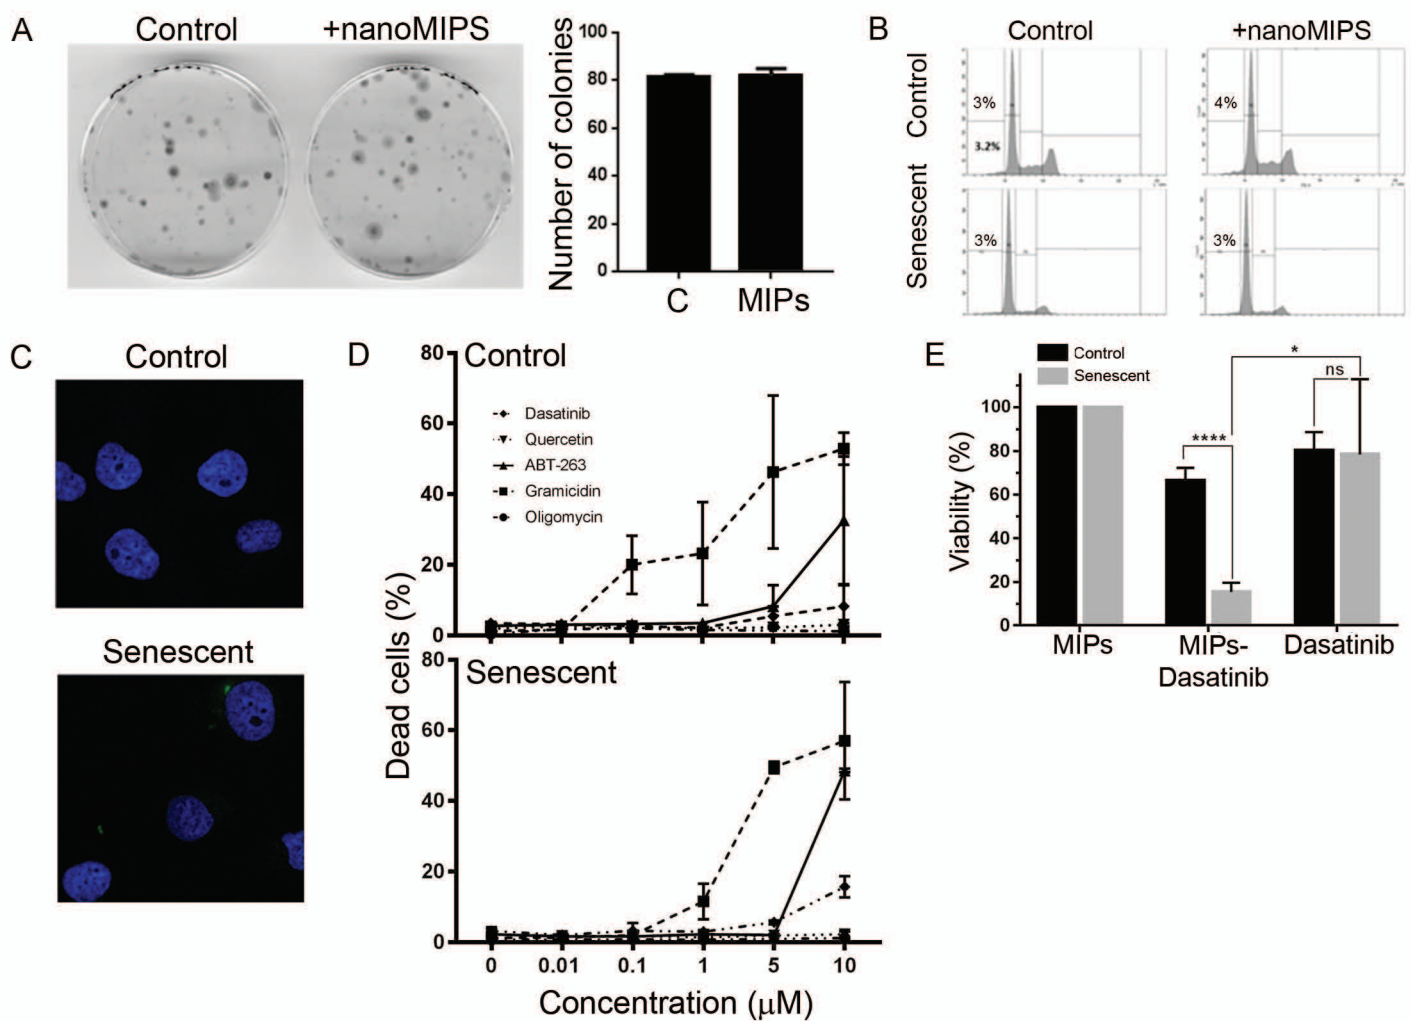 A
Control
+nanoMIPS
Number of colonies
100
80
60
40
20
0
C
MIPs
B
Control
+nanoMIPS
Control
Senescent
3%
3.2%
4%
3%
3%
C
Control
Senescent
D
Dead cells (%)
80
60
40
20
0
Control
Dasatinib
Quercetin
ABT-263
Gramicidin
Oligomycin
80
60
40
20
0
Senescent
0 0.01 0.1 1 5 10
Concentration (μM)
E
Control
Senescent
Viability (%)
100
80
60
40
20
0
****
*
ns
MIPs
MIPs-
Dasatinib
Dasatinib